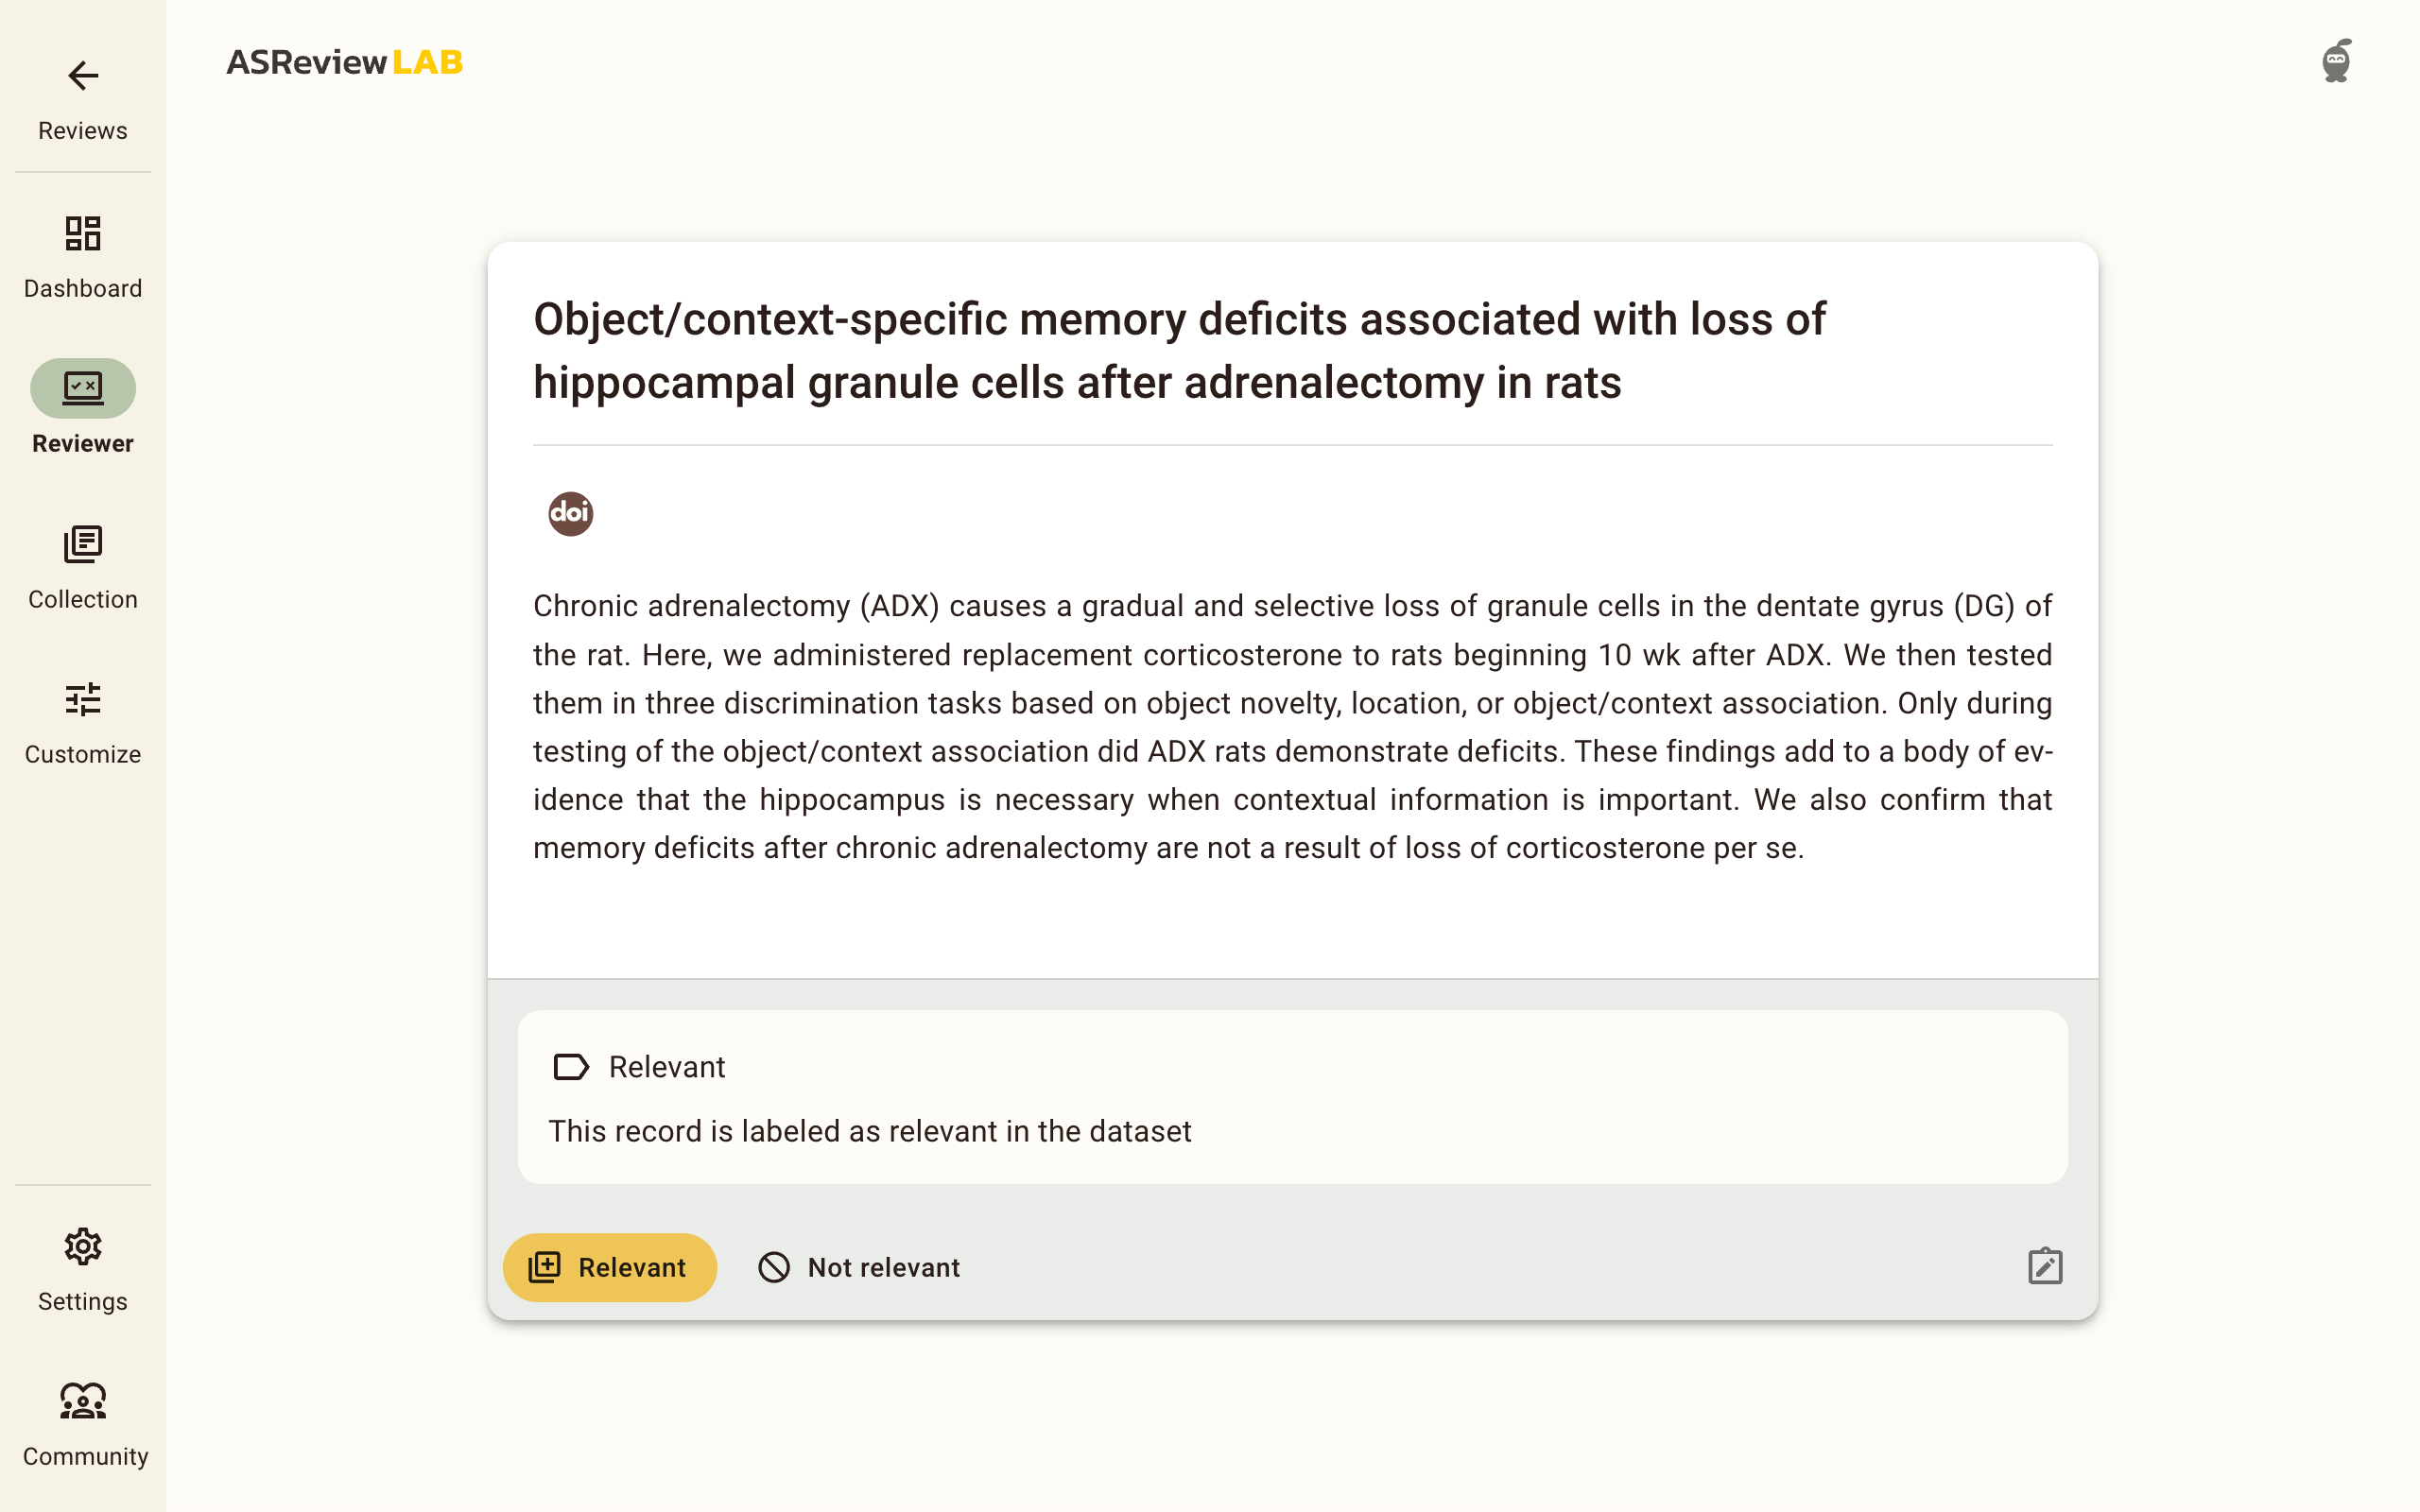 Reviews
Dashboard
Reviewer
Collection
Customize
Settings
Community
ASReview LAB
Object/context-specific memory deficits associated with loss of
hippocampal granule cells after adrenalectomy in rats
doi
Chronic adrenalectomy (ADX) causes a gradual and selective loss of granule cells in the dentate gyrus (DG) of
the rat. Here, we administered replacement corticosterone to rats beginning 10 wk after ADX. We then tested
them in three discrimination tasks based on object novelty, location, or object/context association. Only during
testing of the object/context association did ADX rats demonstrate deficits. These findings add to a body of ev-
idence that the hippocampus is necessary when contextual information is important. We also confirm that
memory deficits after chronic adrenalectomy are not a result of loss of corticosterone per se.
Relevant
This record is labeled as relevant in the dataset
Relevant
Not relevant